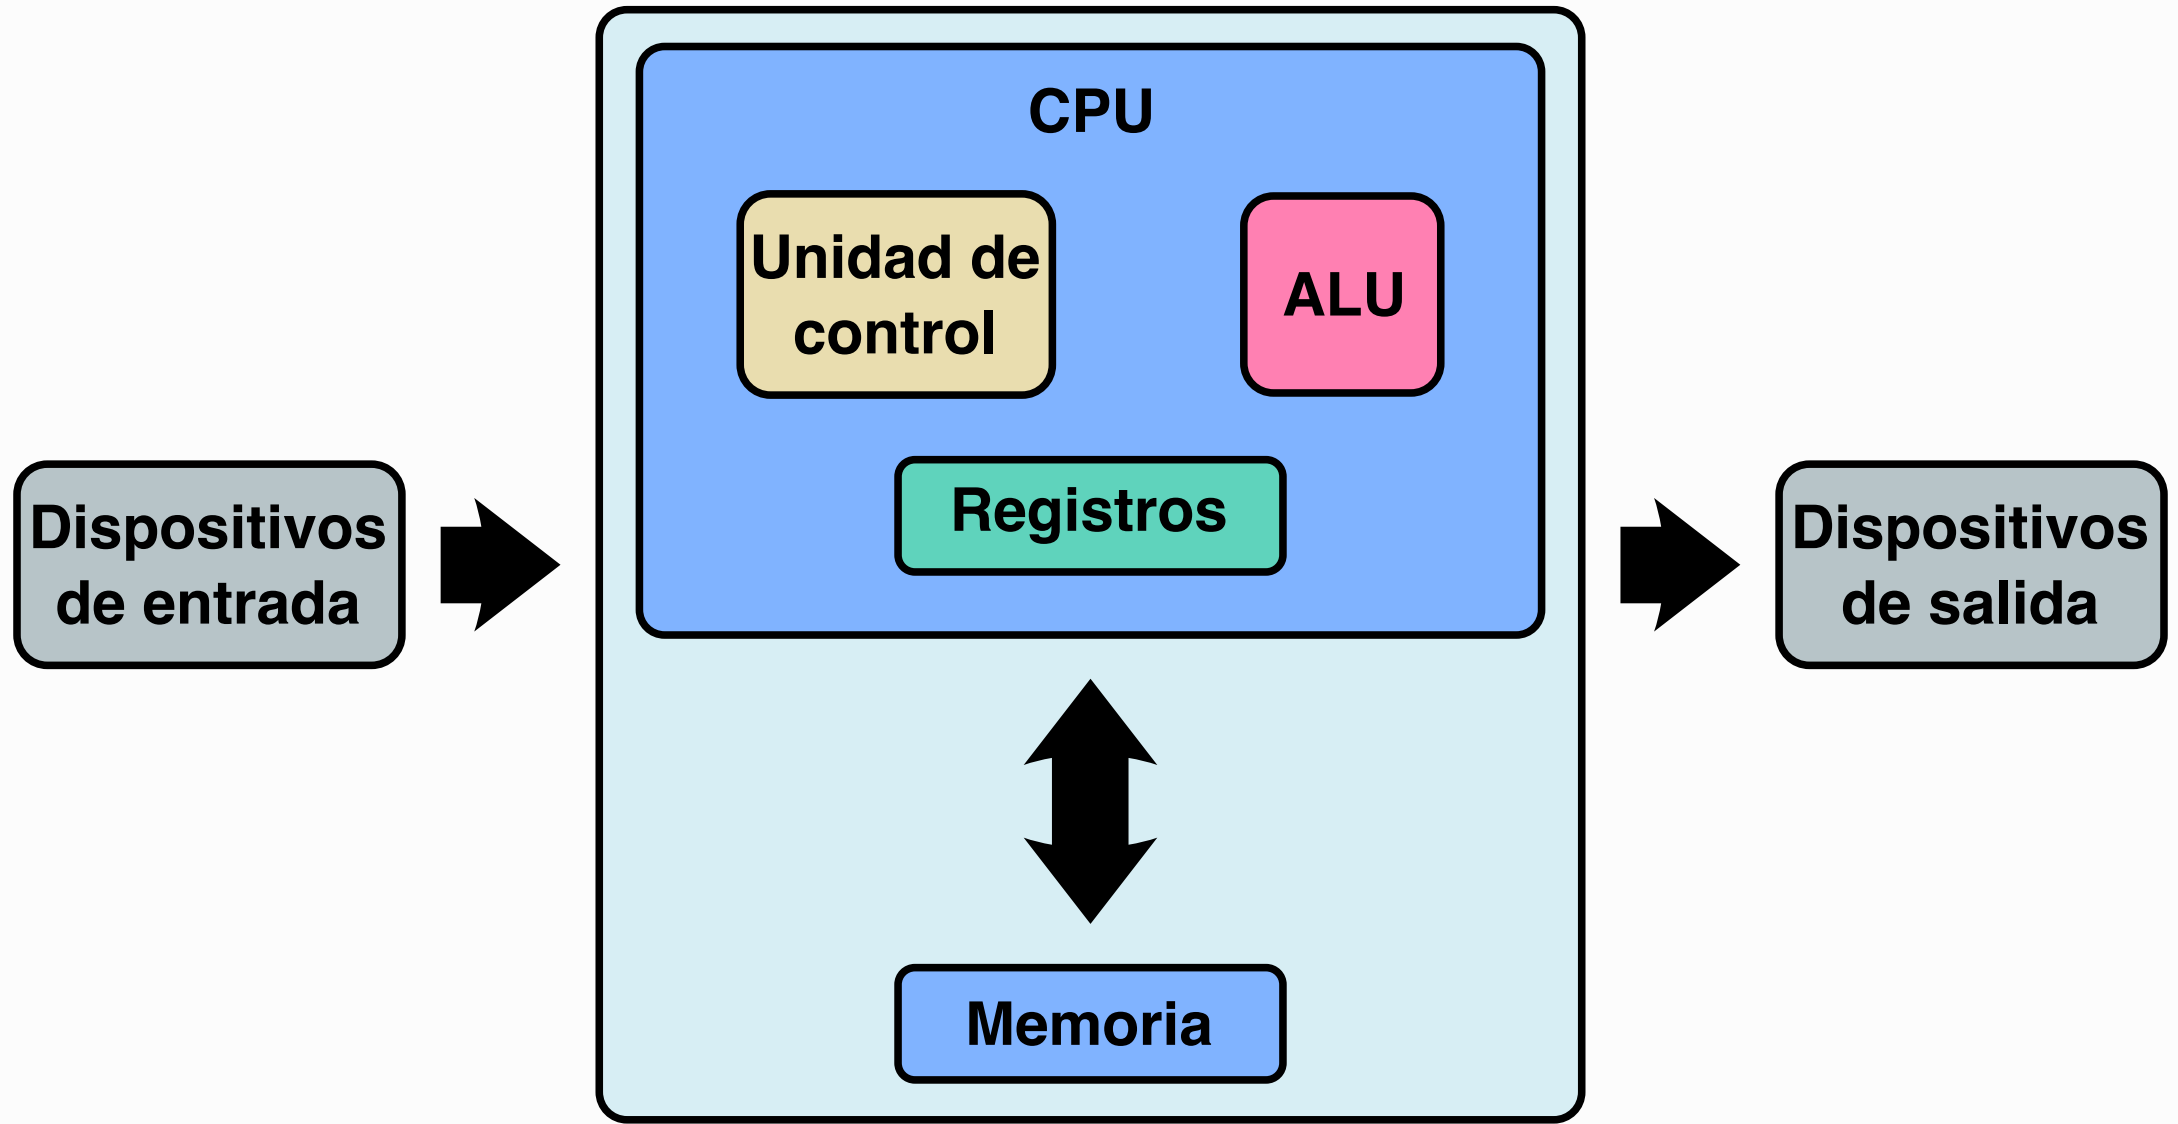 CPU
Unidad de
control
ALU
Registros
Dispositivos
de entrada
Dispositivos
de salida
Memoria